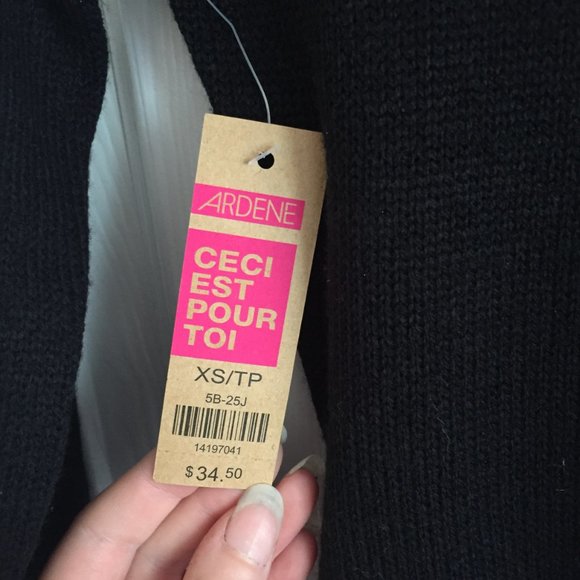 ARDENE
CECI
EST
POUR
TOI
XS/TP
5B-25J
14197041
$34.50